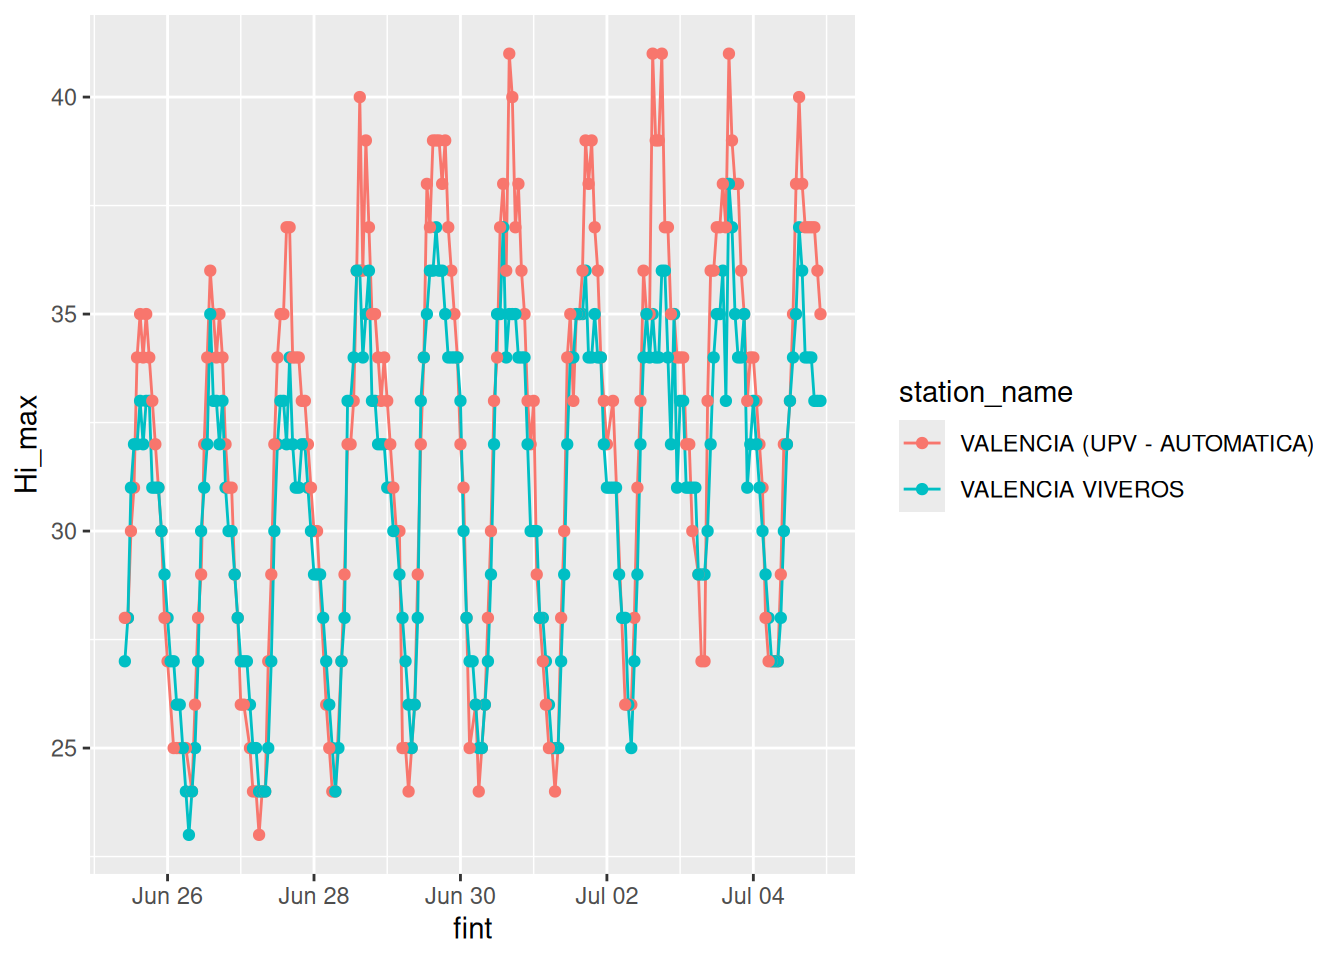 40
35
30
25
Hi_max
Jun 26
Jun 28
Jun 30
Jul 02
Jul 04
fint
station_name
VALENCIA (UPV - AUTOMATICA)
VALENCIA VIVEROS